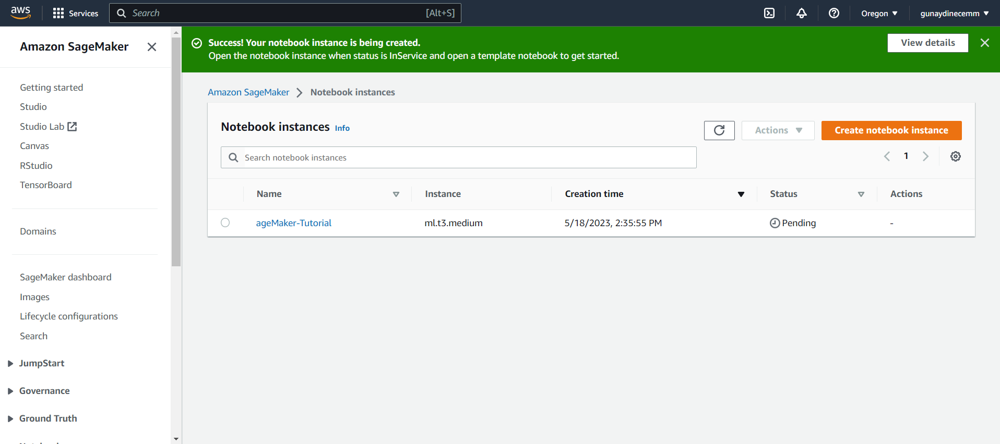 aws
Services
Search [Alt+S]
Oregon
gunaydinecemm
Amazon SageMaker
Getting started
Studio
Studio Lab
Canvas
RStudio
TensorBoard
Domains
SageMaker dashboard
Images
Lifecycle configurations
Search
JumpStart
Governance
Ground Truth
Success! Your notebook instance is being created.
Open the notebook instance when status is InService and open a template notebook to get started.
View details
Amazon SageMaker Notebook instances
Notebook instances Info
Actions
Create notebook instance
Search notebook instances
1
Name Instance Creation time Status Actions
ageMaker-Tutorial ml.t3.medium 5/18/2023, 2:35:55 PM Pending -